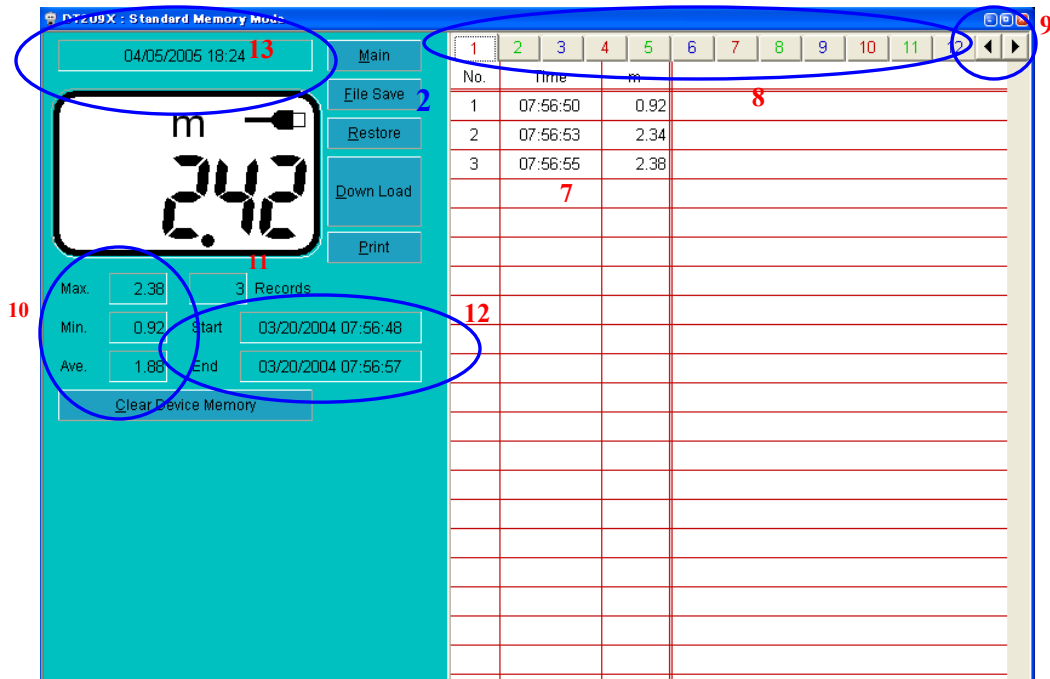 DT209X : Standard Memory Mode
9
04/05/2005 18:24 13
Main
File Save 2
Restore
Down Load
Print
m
2.42
11
10
Max. 2.38 3 Records
Min. 0.92 Start 03/20/2004 07:56:48
12
Ave. 1.88 End 03/20/2004 07:56:57
Clear Device Memory
1 2 3 4 5 6 7 8 9 10 11 12
No. Time m
8
1 07:56:50 0.92
2 07:56:53 2.34
3 07:56:55 2.38
7